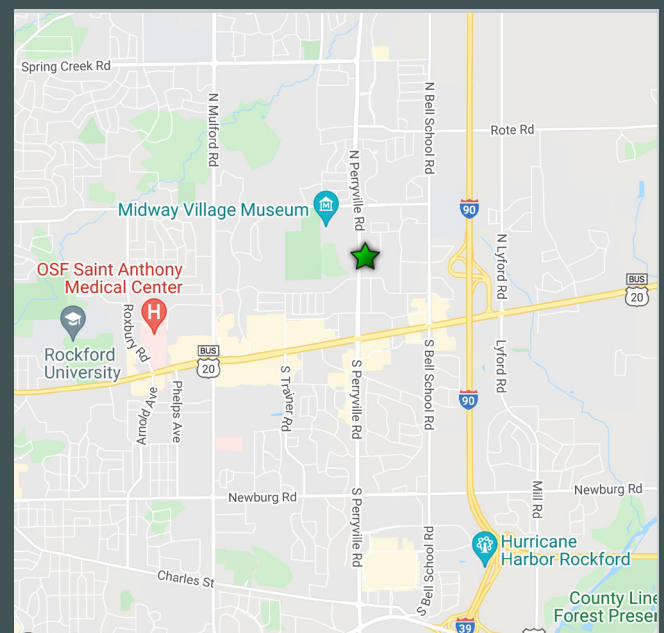 Spring Creek Rd
N Mulford Rd
N Bell School Rd
Rote Rd
N Perryville Rd
Midway Village Museum
90
N Lyford Rd
OSF Saint Anthony
Medical Center
H
BUS
20
Roxbury Rd
Rockford
University
BUS
20
S Trainer Rd
S Perryville Rd
S Bell School Rd
Lyford Rd
90
Arnold Ave
Phelps Ave
Newburg Rd
S Perryville Rd
Mill Rd
Newburg Rd
S Bell School Rd
Hurricane
Harbor Rockford
Charles St
County Line
Forest Preser
39